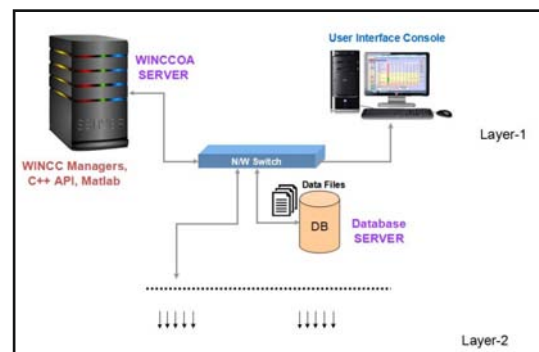 User Interface Console
WINCCOA
SERVER
Layer-1
N/W Switch
WINCC Managers,
C++ API, Matlab
Data Files
DB
Database
SERVER
Layer-2